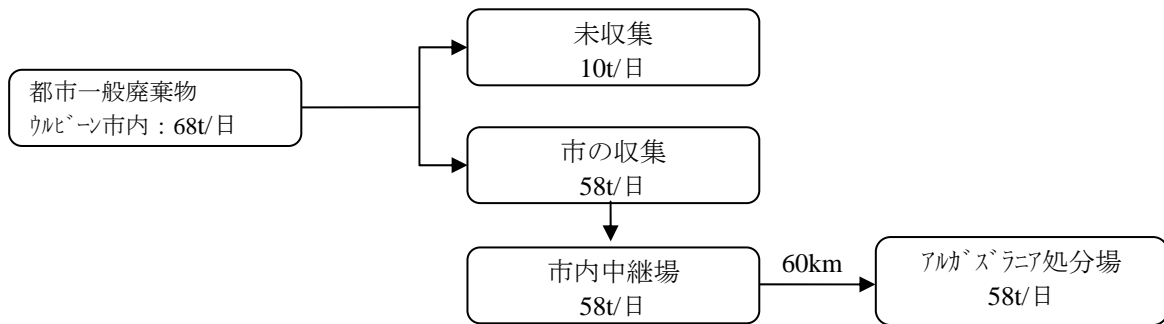 未収集
10t/日
都市一般廃棄物
ｳﾙﾋﾞｰﾝ市内：68t/日
市の収集
58t/日
市内中継場
58t/日
60km
ｱﾙｶﾞｽﾞﾗﾆｱ処分場
58t/日